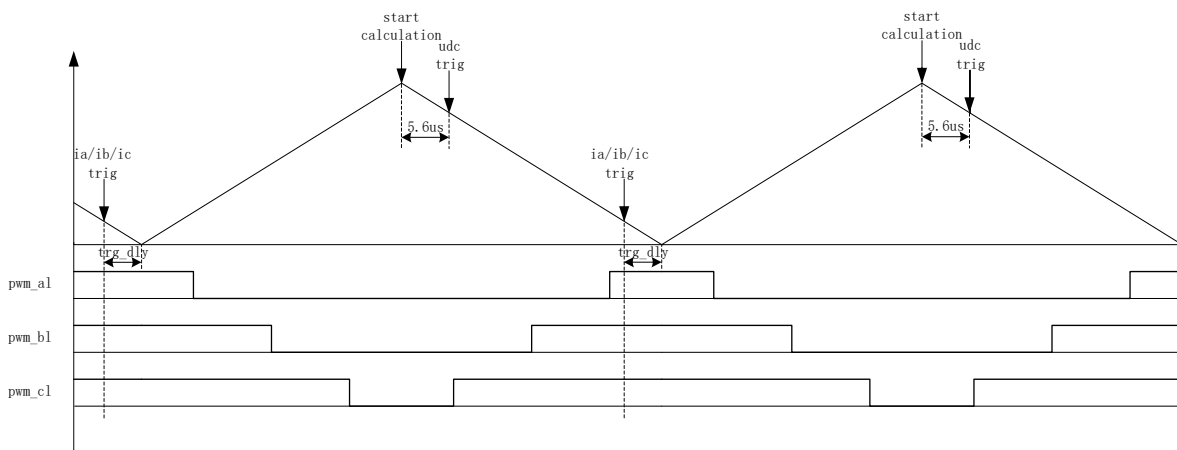 start
calculation
udc
trig
5.6us
ia/ib/ic
trig
trg_dly
start
calculation
udc
trig
5.6us
ia/ib/ic
trig
trg_dly
pwm_al
pwm_bl
pwm_cl